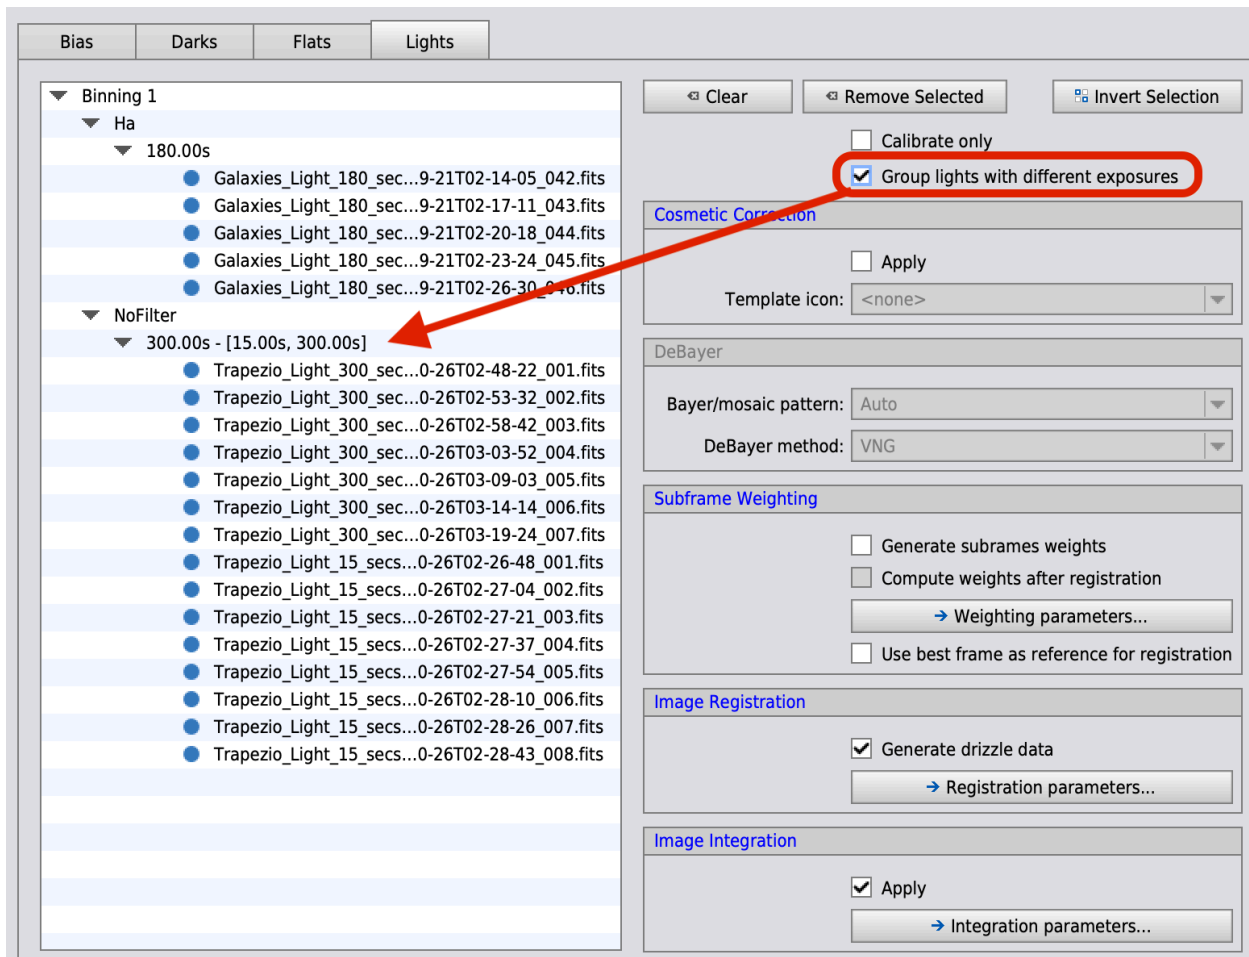 Bias
Darks
Flats
Lights
Binning 1
Ha
180.00s
Galaxies_Light_180_sec...9-21T02-14-05_042.fits
Galaxies_Light_180_sec...9-21T02-17-11_043.fits
Galaxies_Light_180_sec...9-21T02-20-18_044.fits
Galaxies_Light_180_sec...9-21T02-23-24_045.fits
Galaxies_Light_180_sec...9-21T02-26-30_046.fits
NoFilter
300.00s - [15.00s, 300.00s]
Trapezio_Light_300_sec...0-26T02-48-22_001.fits
Trapezio_Light_300_sec...0-26T02-53-32_002.fits
Trapezio_Light_300_sec...0-26T02-58-42_003.fits
Trapezio_Light_300_sec...0-26T03-03-52_004.fits
Trapezio_Light_300_sec...0-26T03-09-03_005.fits
Trapezio_Light_300_sec...0-26T03-14-14_006.fits
Trapezio_Light_300_sec...0-26T03-19-24_007.fits
Trapezio_Light_15_secs...0-26T02-26-48_001.fits
Trapezio_Light_15_secs...0-26T02-27-04_002.fits
Trapezio_Light_15_secs...0-26T02-27-21_003.fits
Trapezio_Light_15_secs...0-26T02-27-37_004.fits
Trapezio_Light_15_secs...0-26T02-27-54_005.fits
Trapezio_Light_15_secs...0-26T02-28-10_006.fits
Trapezio_Light_15_secs...0-26T02-28-26_007.fits
Trapezio_Light_15_secs...0-26T02-28-43_008.fits
Clear
Remove Selected
Invert Selection
Calibrate only
Group lights with different exposures
Cosmetic Correction
Apply
Template icon: <none>
DeBayer
Bayer/mosaic pattern: Auto
DeBayer method: VNG
Subframe Weighting
Generate subrames weights
Compute weights after registration
Weighting parameters...
Use best frame as reference for registration
Image Registration
Generate drizzle data
Registration parameters...
Image Integration
Apply
Integration parameters...